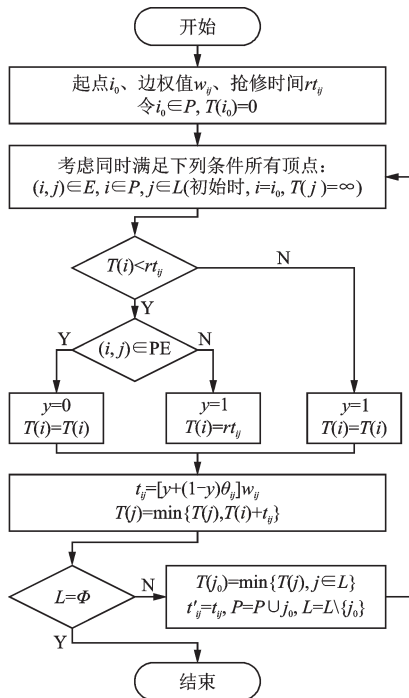 开始
起点i₀、边权值wᵢⱼ、抢修时间rtᵢⱼ
令i₀∈P, T(i₀)=0
考虑同时满足下列条件所有顶点：
(i, j)∈E, i∈P, j∈L(初始时, i=i₀, T(j)=∞)
T(i)<rtᵢⱼ
N
Y
(i, j)∈PE
Y
N
y=0
T(i)=T(i)
y=1
T(i)=rtᵢⱼ
y=1
T(i)=T(i)
tᵢⱼ=[y+(1-y)θᵢⱼ]wᵢⱼ
T(j)=min{T(j),T(i)+tᵢⱼ}
L=Φ
N
Y
T(j₀)=min{T(j), j∈L}
t'ᵢⱼ=tᵢⱼ, P=P∪j₀, L=L\{j₀}
结束